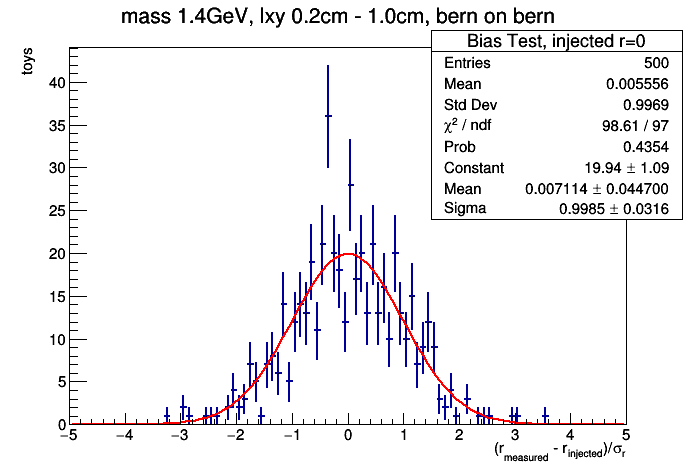 mass 1.4GeV, lxy 0.2cm - 1.0cm, bern on bern
toys
Bias Test, injected r=0
Entries 500
Mean 0.005556
Std Dev 0.9969
χ² / ndf 98.61 / 97
Prob 0.4354
Constant 19.94 ± 1.09
Mean 0.007114 ± 0.044700
Sigma 0.9985 ± 0.0316
40
35
30
25
20
15
10
5
0
−5 −4 −3 −2 −1 0 1 2 3 4 5
(r_measured - r_injected)/σ_r